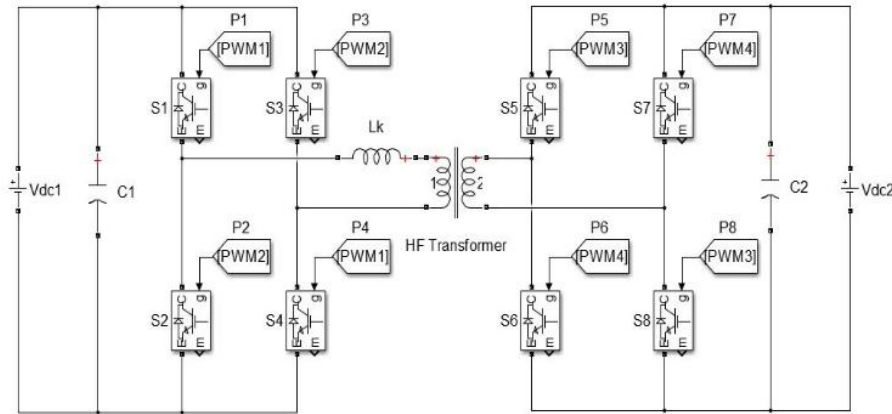 P1 P3 P5 P7
[PWM1] [PWM2] [PWM3] [PWM4]
C g C g C g C g
S1 S3 S5 S7
E m E m E m E m
Lk
+ + + + +
Vdc1 C1 1 2 C2 Vdc2
HF Transformer
P2 P4 P6 P8
[PWM2] [PWM1] [PWM4] [PWM3]
C g C g C g C g
S2 S4 S6 S8
E m E m E m E m